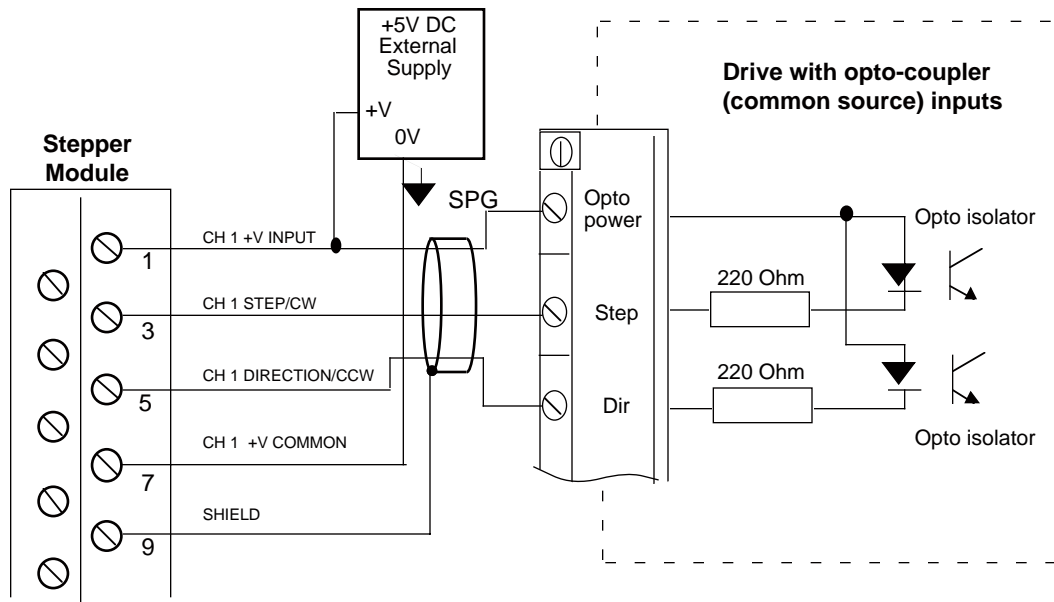 +5V DC
External
Supply
+V
0V
Drive with opto-coupler
(common source) inputs
Stepper
Module
SPG
Opto
power
Opto isolator
CH 1 +V INPUT
1
220 Ohm
CH 1 STEP/CW
3
Step
220 Ohm
CH 1 DIRECTION/CCW
5
Dir
Opto isolator
CH 1 +V COMMON
7
SHIELD
9